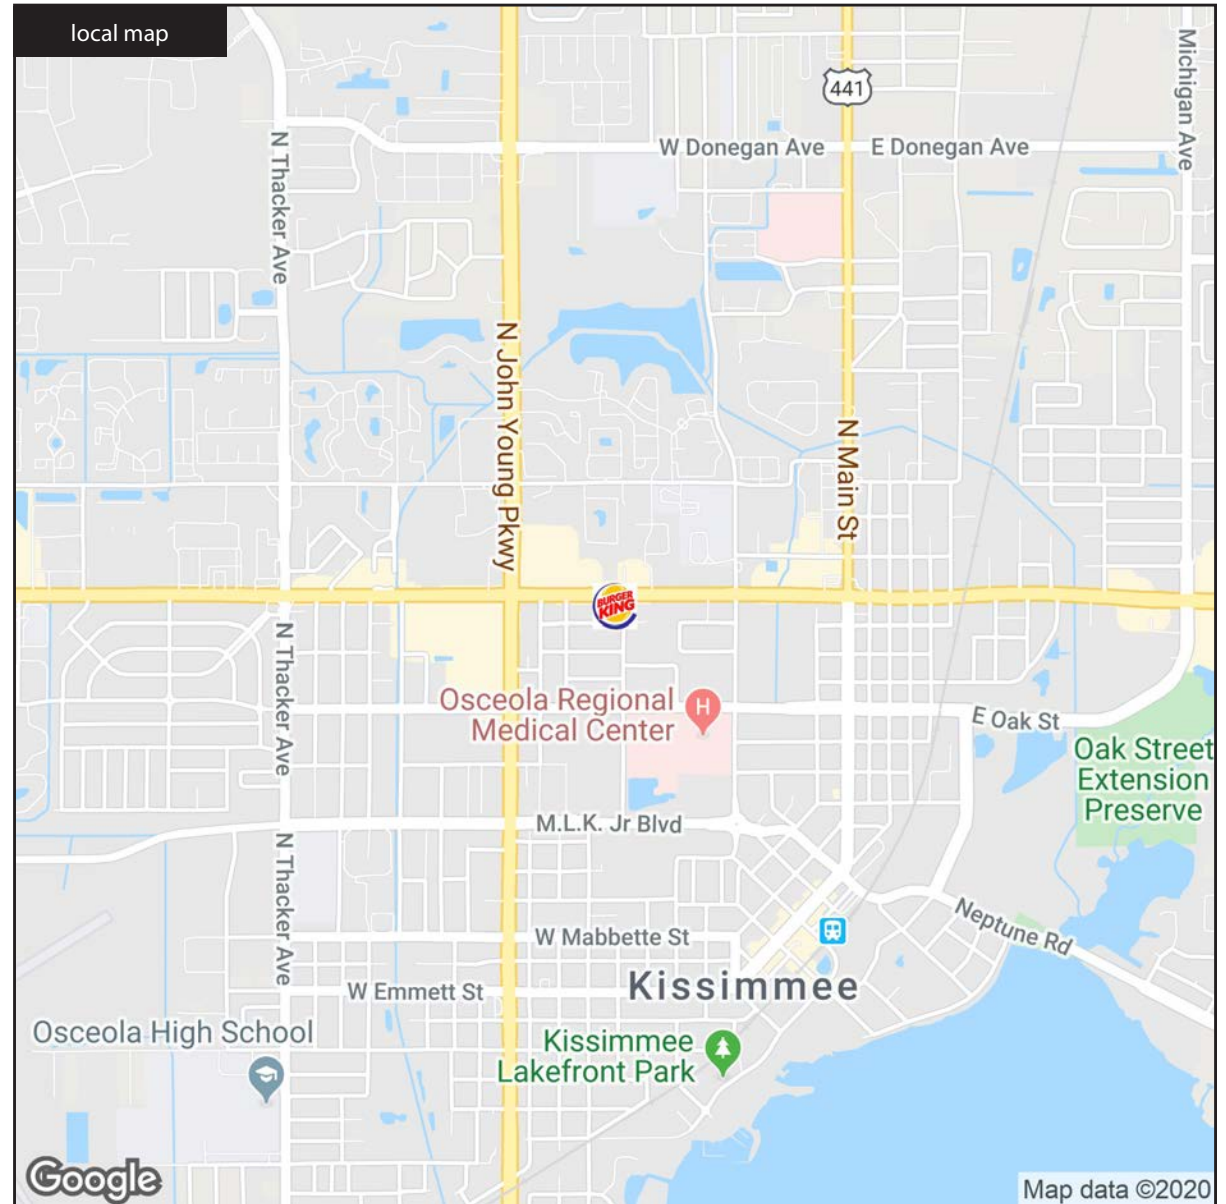 local map
441
Michigan Ave
W Donegan Ave
E Donegan Ave
N Thacker Ave
N John Young Pkwy
N Main St
BURGER
KING
N Thacker Ave
Osceola Regional
Medical Center
H
E Oak St
Oak Street
Extension
Preserve
M.L.K. Jr Blvd
N Thacker Ave
Neptune Rd
W Mabbette St
Kissimmee
W Emmett St
Osceola High School
Kissimmee
Lakefront Park
Google
Map data ©2020